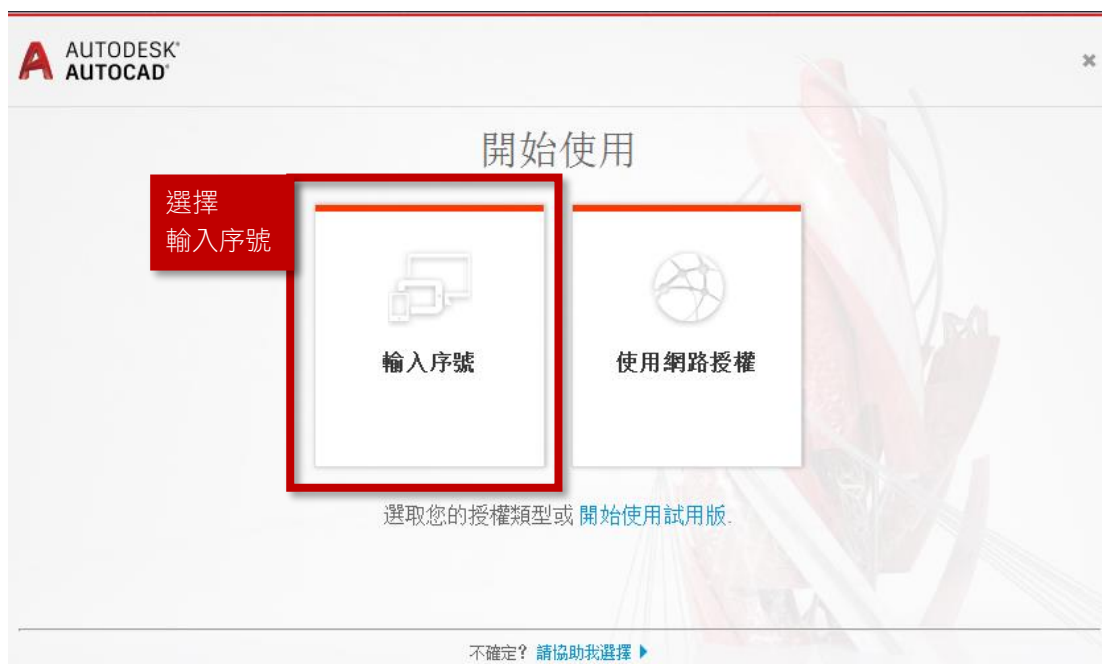 AUTODESK®
AUTOCAD®
開始使用
選擇
輸入序號
輸入序號
使用網路授權
選取您的授權類型或 開始使用試用版.
不確定? 請協助我選擇